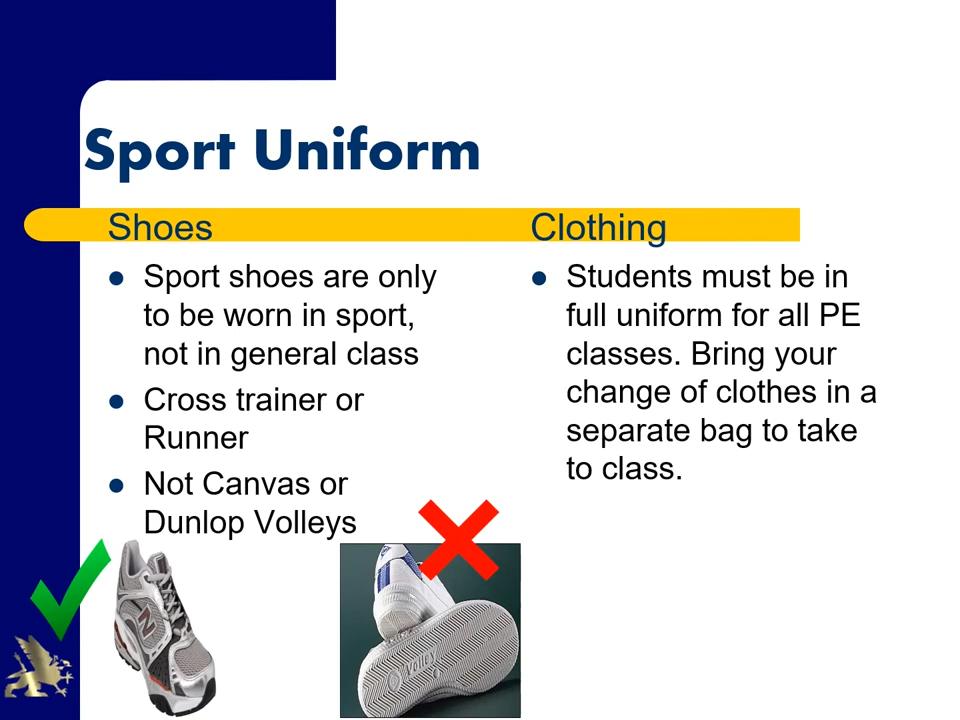 Sport Uniform
Shoes
Sport shoes are only
to be worn in sport,
not in general class
Cross trainer or
Runner
Not Canvas or
Dunlop Volleys
Clothing
Students must be in
full uniform for all PE
classes. Bring your
change of clothes in a
separate bag to take
to class.
N
Volley